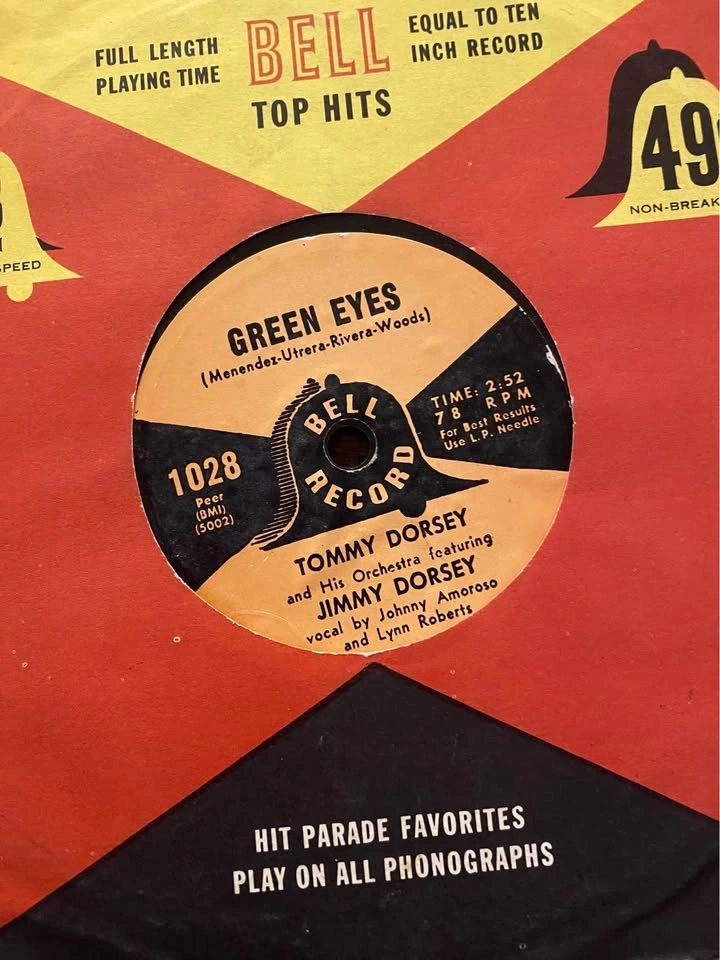 FULL LENGTH
PLAYING TIME
BELL
TOP HITS
EQUAL TO TEN
INCH RECORD
49
NON-BREAK
SPEED
GREEN EYES
(Menendez-Utrera-Rivera-Woods)
BELL
RECORD
1028
Peer
(BMI)
(5002)
TIME: 2:52
78 RPM
For Best Results
Use L.P. Needle
TOMMY DORSEY
and His Orchestra featuring
JIMMY DORSEY
vocal by Johnny Amoroso
and Lynn Roberts
HIT PARADE FAVORITES
PLAY ON ALL PHONOGRAPHS